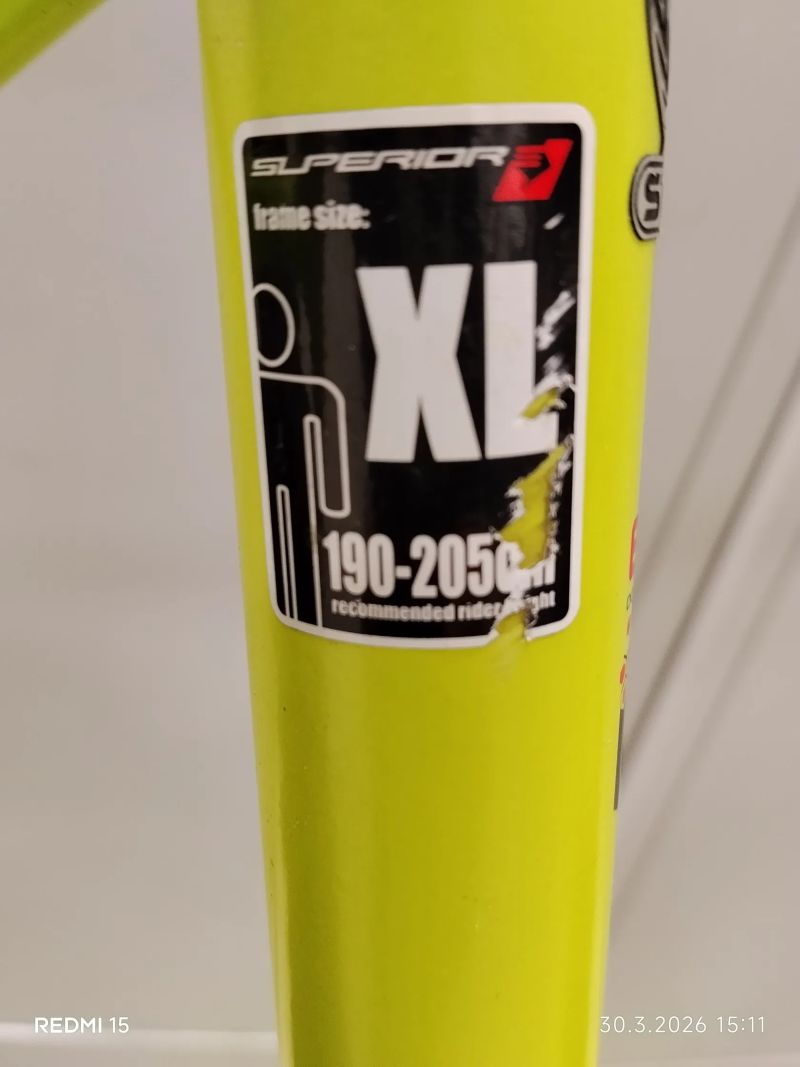 SUPERIOR
frame size:
XL
190-205cm
recommended rider height
REDMI 15
30.3.2026 15:11